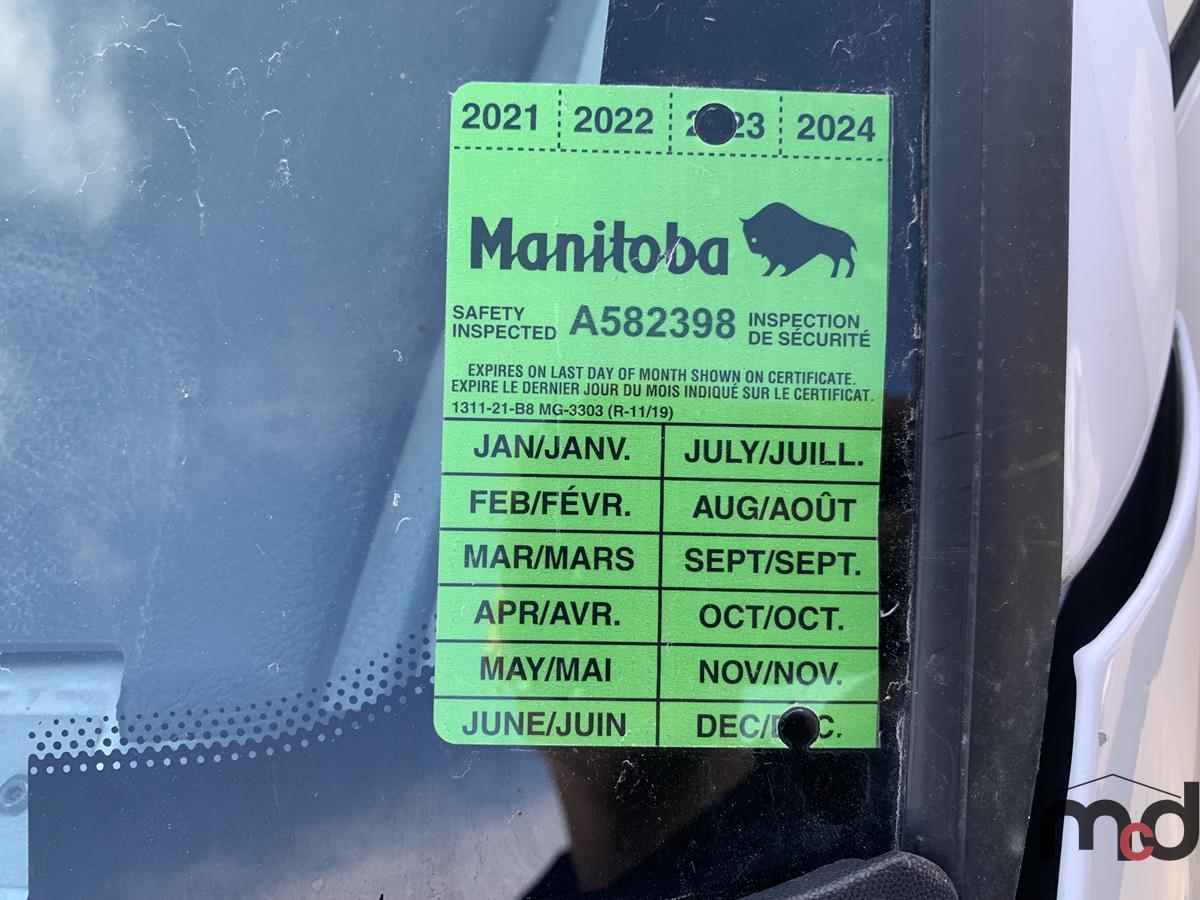 2021 2022 23 2024
Manitoba
SAFETY INSPECTED
A582398
INSPECTION DE SÉCURITÉ
EXPIRES ON LAST DAY OF MONTH SHOWN ON CERTIFICATE.
EXPIRE LE DERNIER JOUR DU MOIS INDIQUÉ SUR LE CERTIFICAT.
1311-21-B8 MG-3303 (R-11/19)
JAN/JANV. JULY/JUILL.
FEB/FÉVR. AUG/AOÛT
MAR/MARS SEPT/SEPT.
APR/AVR. OCT/OCT.
MAY/MAI NOV/NOV.
JUNE/JUIN DEC/D C.
mcd